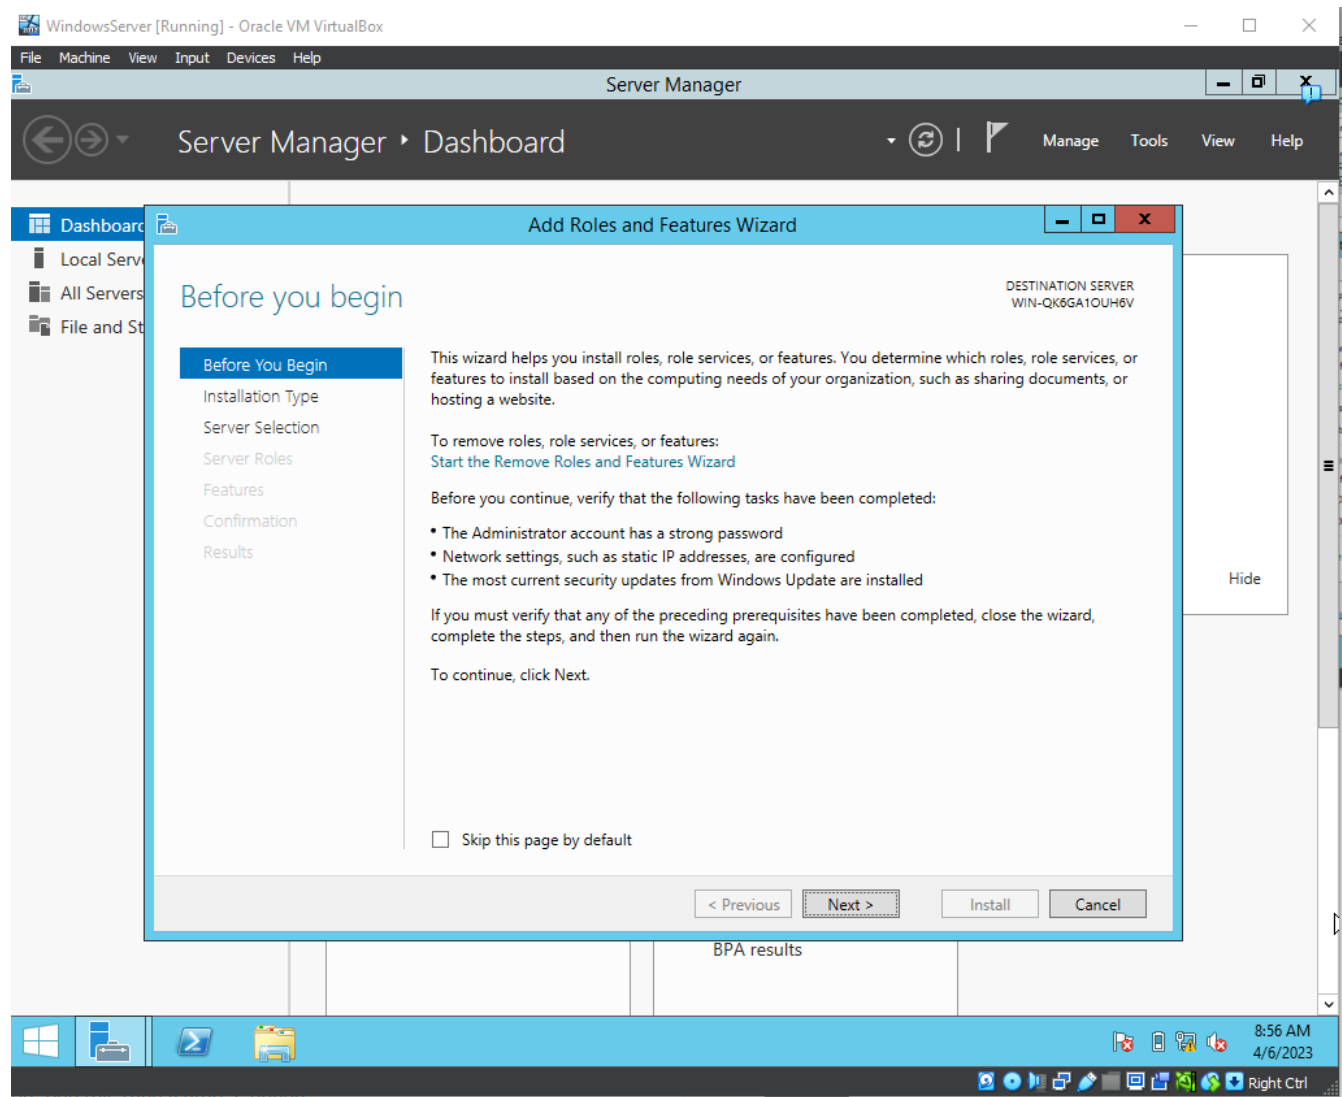 WindowsServer [Running] - Oracle VM VirtualBox
File Machine View Input Devices Help
Server Manager
Server Manager ‣ Dashboard
Manage Tools View Help
Dashboard
Local Serve
All Servers
File and St
Add Roles and Features Wizard
Before you begin
DESTINATION SERVER
WIN-QK6GA1OUH6V
Before You Begin
Installation Type
Server Selection
Server Roles
Features
Confirmation
Results
This wizard helps you install roles, role services, or features. You determine which roles, role services, or
features to install based on the computing needs of your organization, such as sharing documents, or
hosting a website.
To remove roles, role services, or features:
Start the Remove Roles and Features Wizard
Before you continue, verify that the following tasks have been completed:
• The Administrator account has a strong password
• Network settings, such as static IP addresses, are configured
• The most current security updates from Windows Update are installed
If you must verify that any of the preceding prerequisites have been completed, close the wizard,
complete the steps, and then run the wizard again.
To continue, click Next.
Skip this page by default
< Previous
Next >
Install
Cancel
Hide
BPA results
8:56 AM
4/6/2023
Right Ctrl